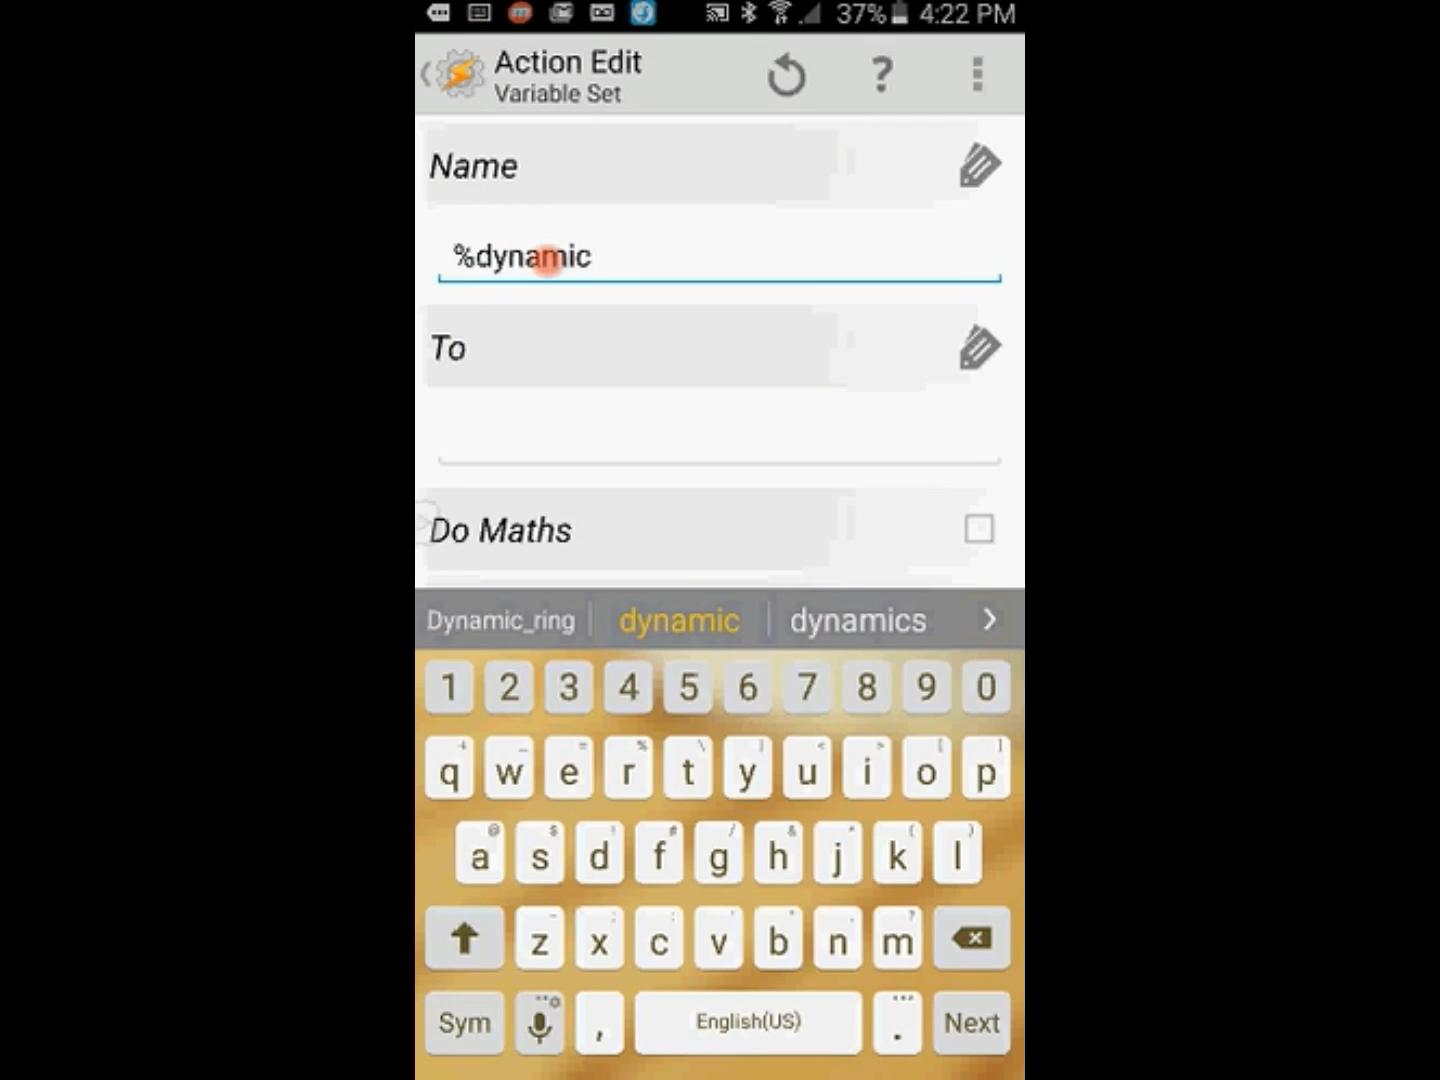 37% 4:22 PM
Action Edit
Variable Set
?
Name
%dynamic
To
Do Maths
Dynamic_ring dynamic dynamics >
1 2 3 4 5 6 7 8 9 0
q w e r t y u i o p
a s d f g h j k l
z x c v b n m
Sym , English(US) . Next